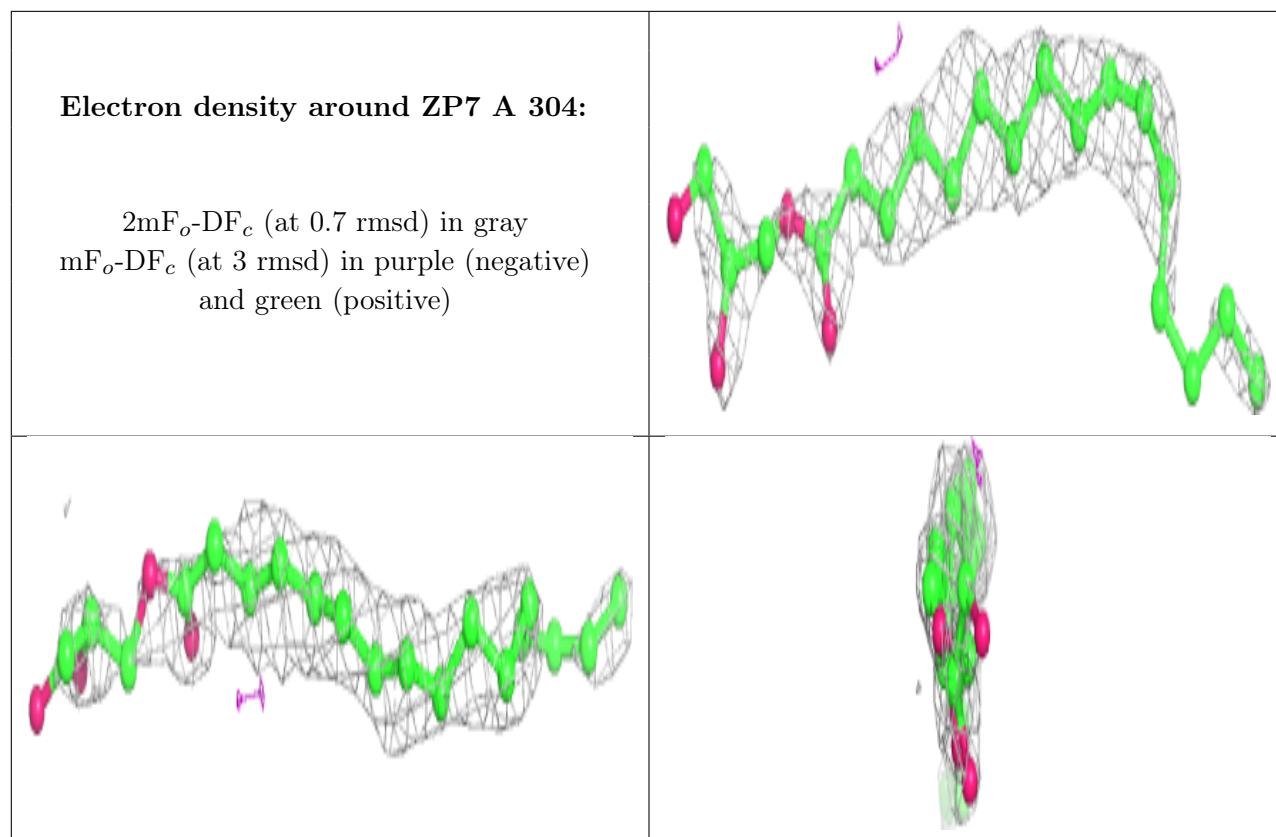 Electron density around ZP7 A 304:
2mFo-DFc (at 0.7 rmsd) in gray
mFo-DFc (at 3 rmsd) in purple (negative)
and green (positive)